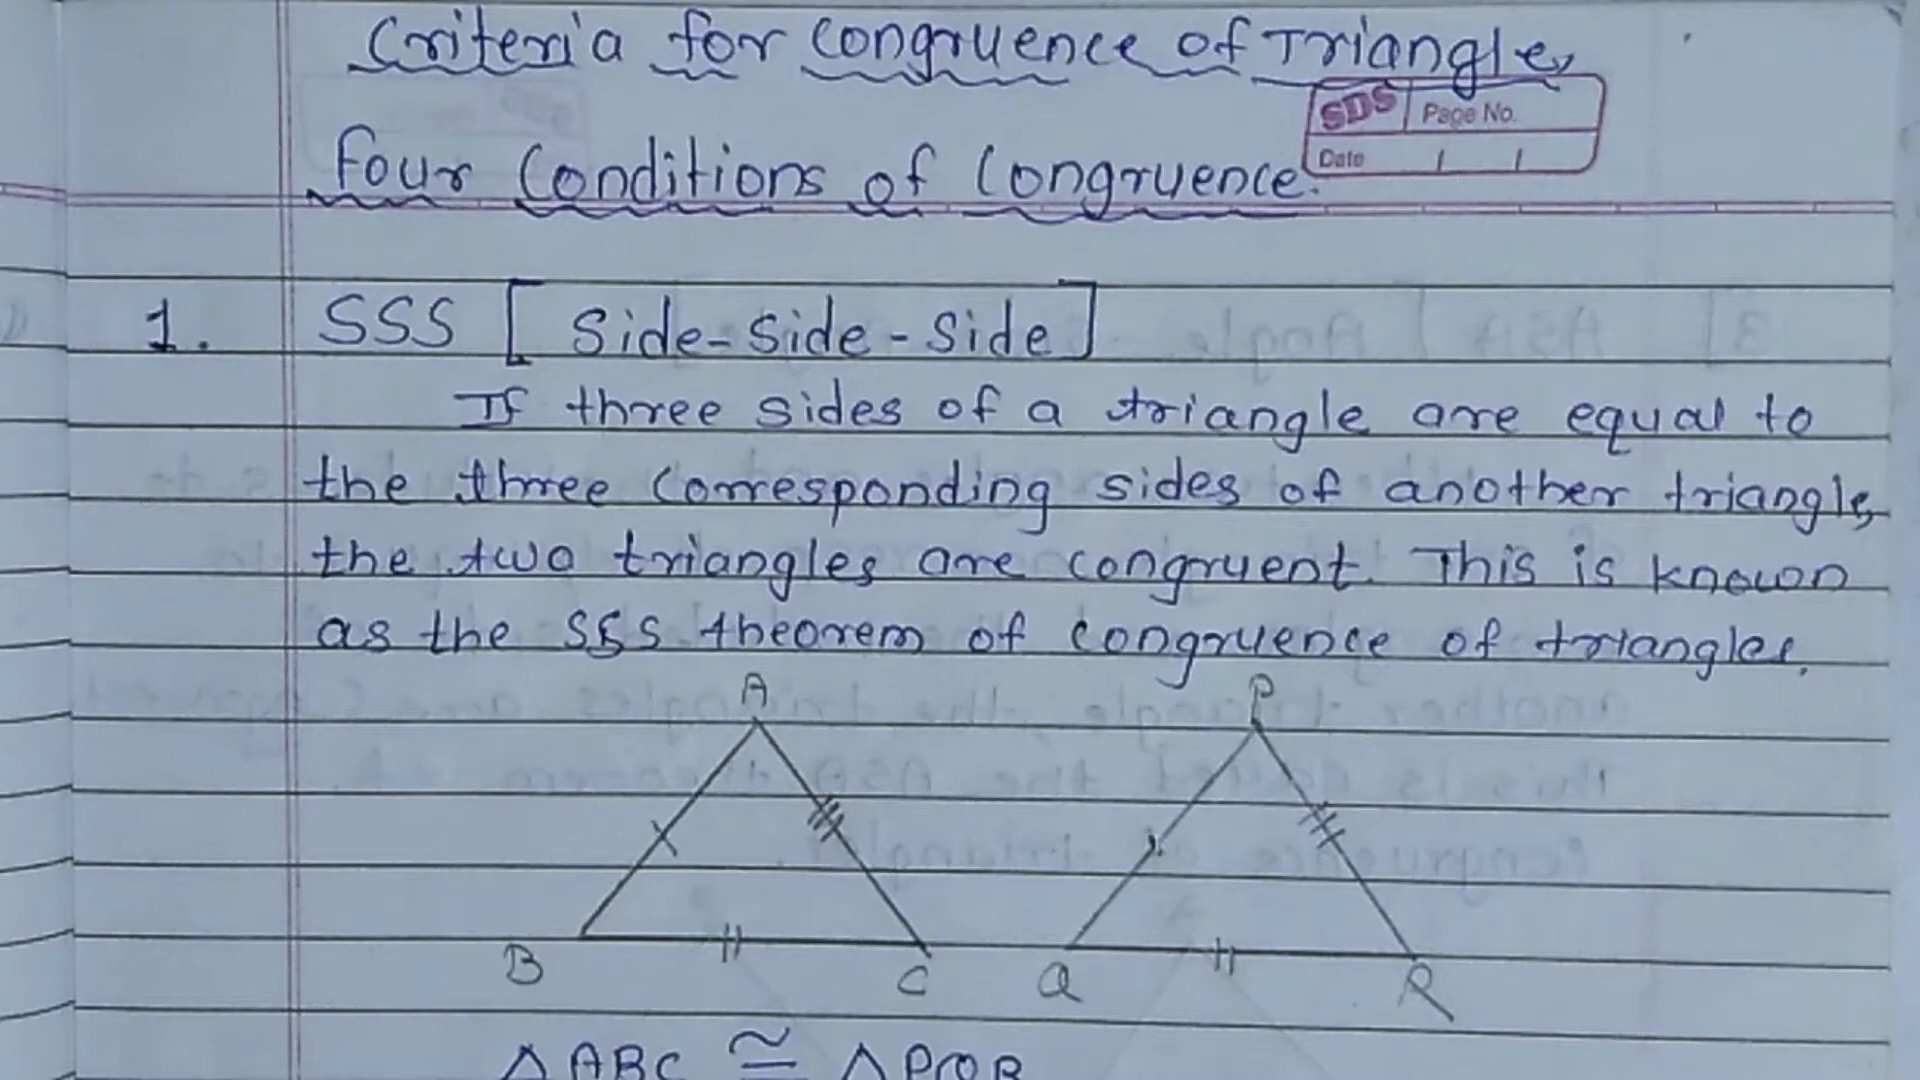 Criteria for Congruence of Triangle,
SDS Page No.
Date / /
Four Conditions of Congruence.
1. SSS [Side-Side-Side]
If three sides of a triangle are equal to
the three corresponding sides of another triangle,
the two triangles are congruent. This is known
as the SSS theorem of congruence of triangles.
A P
B C Q R
△ABC ≅ △PQR